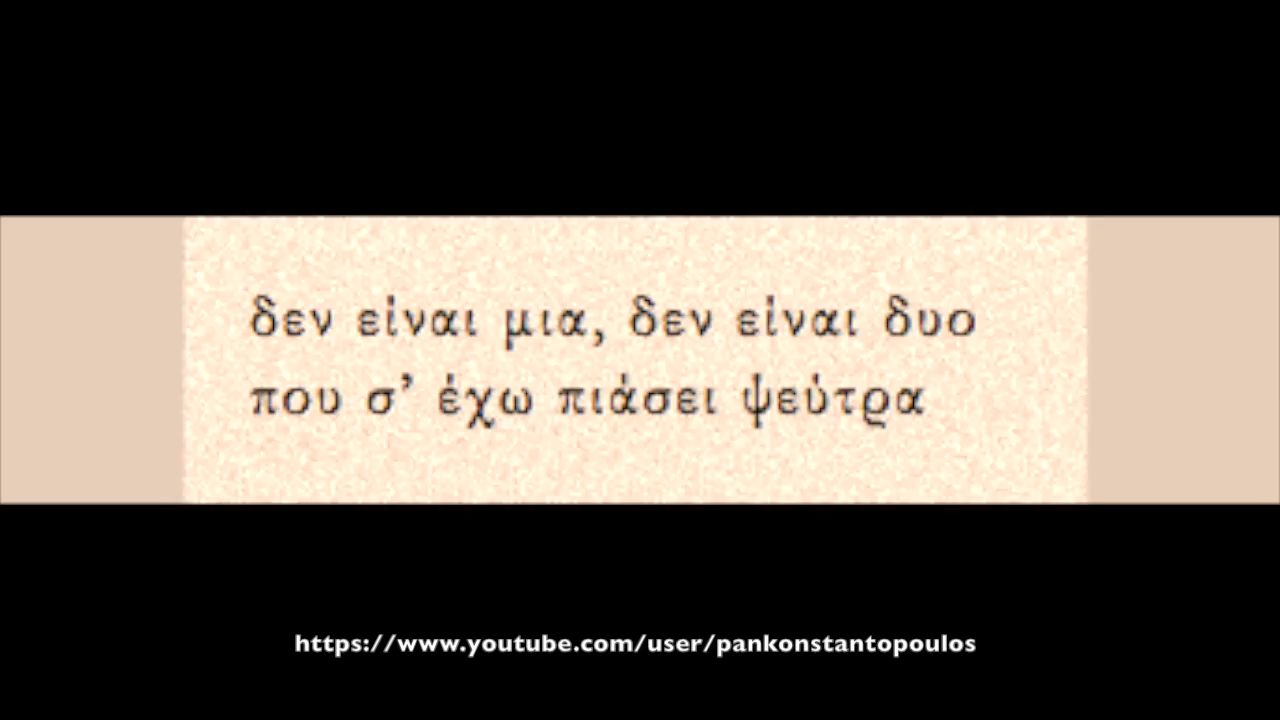 δεν είναι μια, δεν είναι δυο
που σ’ έχω πιάσει ψεύτρα
https://www.youtube.com/user/pankonstantopoulos